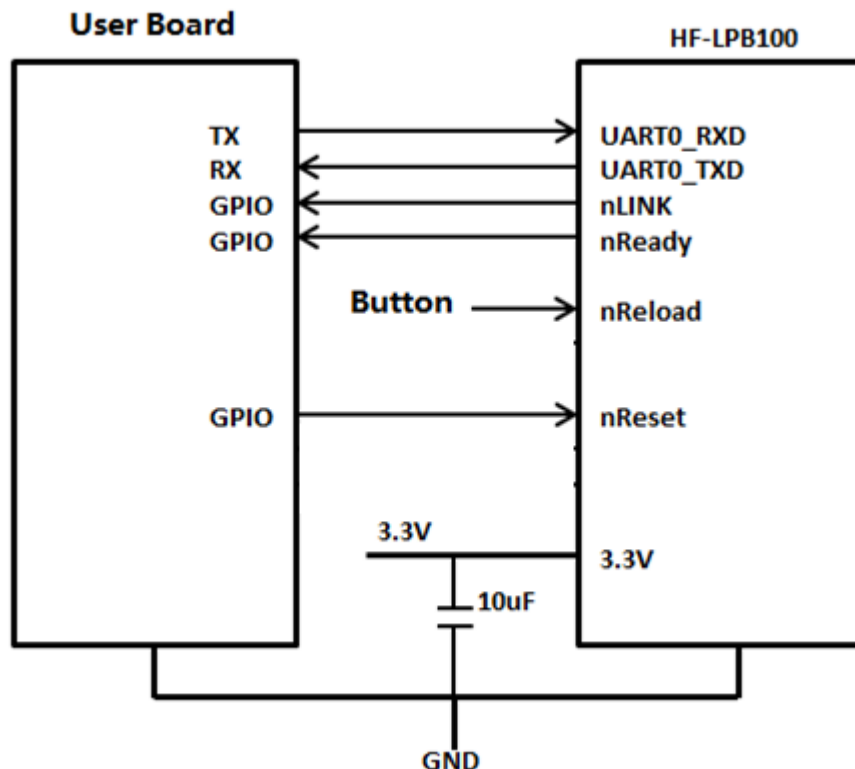 User Board
HF-LPB100
TX
UART0_RXD
RX
UART0_TXD
GPIO
nLINK
GPIO
nReady
Button
nReload
GPIO
nReset
3.3V
3.3V
10uF
GND